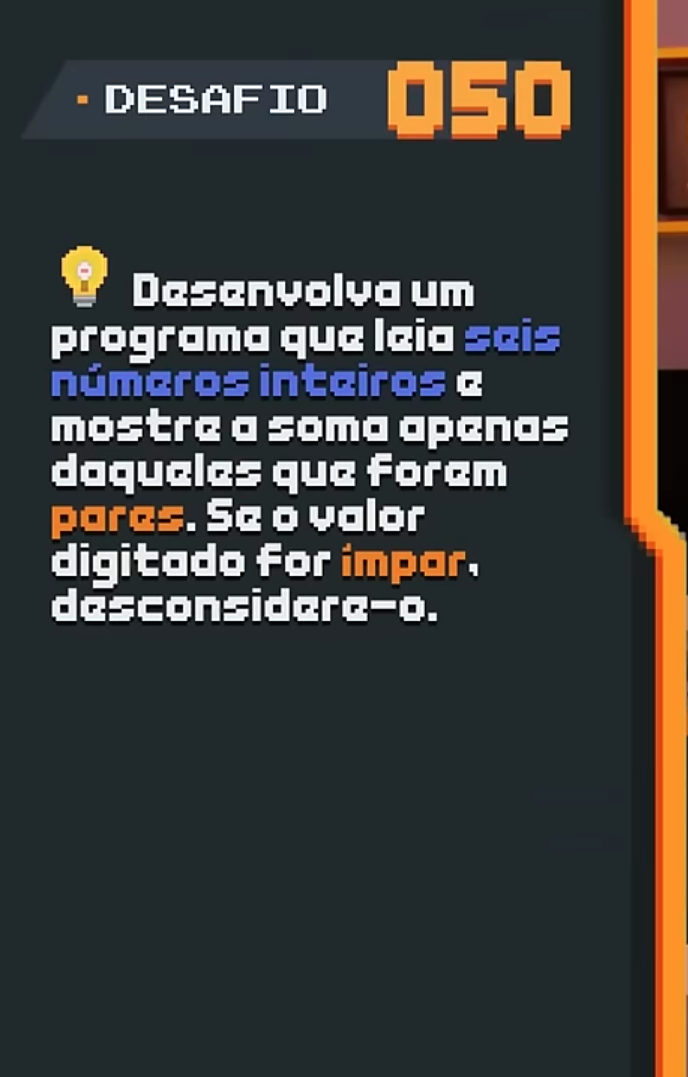 DESAFIO 050
Desenvolva um
programa que leia seis
números inteiros e
mostre a soma apenas
daqueles que forem
pares. Se o valor
digitado for ímpar,
desconsidere-o.